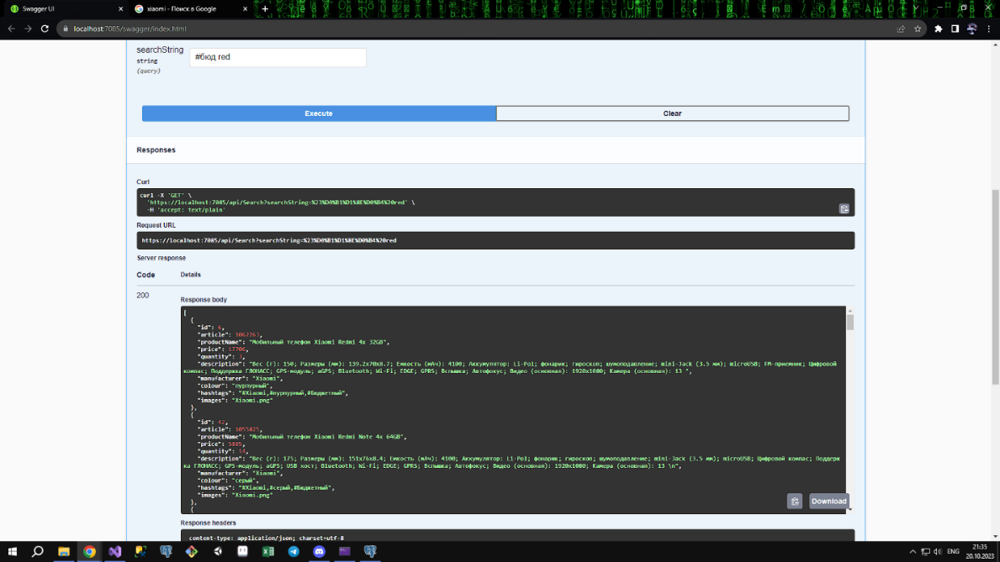 Swagger UI
xiaomi - Поиск в Google
localhost:7085/swagger/index.html
searchString
string
(query)
#бюд red
Execute
Clear
Responses
Curl
curl -X 'GET' \
'https://localhost:7085/api/Search?searchString=%23%D0%B1%D1%8E%D0%B4%20red' \
-H 'accept: text/plain'
Request URL
https://localhost:7085/api/Search?searchString=%23%D0%B1%D1%8E%D0%B4%20red
Server response
Code
Details
200
Response body
[
{
"id": 6,
"article": 1062263,
"productName": "Мобильный телефон Xiaomi Redmi 4x 32GB",
"price": 17706,
"quantity": 3,
"description": "Вес (г): 150; Размеры (мм): 139.2x70x8.7; Емкость (мАч): 4100; Аккумулятор: Li-Pol; фонарик; гироскоп; шумоподавление; mini-Jack (3.5 мм); microUSB; FM-приемник; Цифровой
компас; Поддержка ГЛОНАСС; GPS-модуль; aGPS; Bluetooth; Wi-Fi; EDGE; GPRS; Вспышка; Автофокус; Видео (основная): 1920x1080; Камера (основная): 13 ",
"manufacturer": "Xiaomi",
"colour": "пурпурный",
"hashtags": "#Xiaomi,#пурпурный,#Бюджетный",
"images": "Xiaomi.png"
},
{
"id": 42,
"article": 1055825,
"productName": "Мобильный телефон Xiaomi Redmi Note 4x 64GB",
"price": 5885,
"quantity": 14,
"description": "Вес (г): 175; Размеры (мм): 151x76x8.4; Емкость (мАч): 4100; Аккумулятор: Li-Pol; фонарик; гироскоп; шумоподавление; mini-Jack (3.5 мм); microUSB; Цифровой компас; Поддерж
ка ГЛОНАСС; GPS-модуль; aGPS; USB хост; Bluetooth; Wi-Fi; EDGE; GPRS; Вспышка; Автофокус; Видео (основная): 1920x1080; Камера (основная): 13 \n",
"manufacturer": "Xiaomi",
"colour": "серый",
"hashtags": "#Xiaomi,#серый,#Бюджетный",
"images": "Xiaomi.png"
},
{
Download
Response headers
content-type: application/json; charset=utf-8
ENG
21:35
20.10.2023